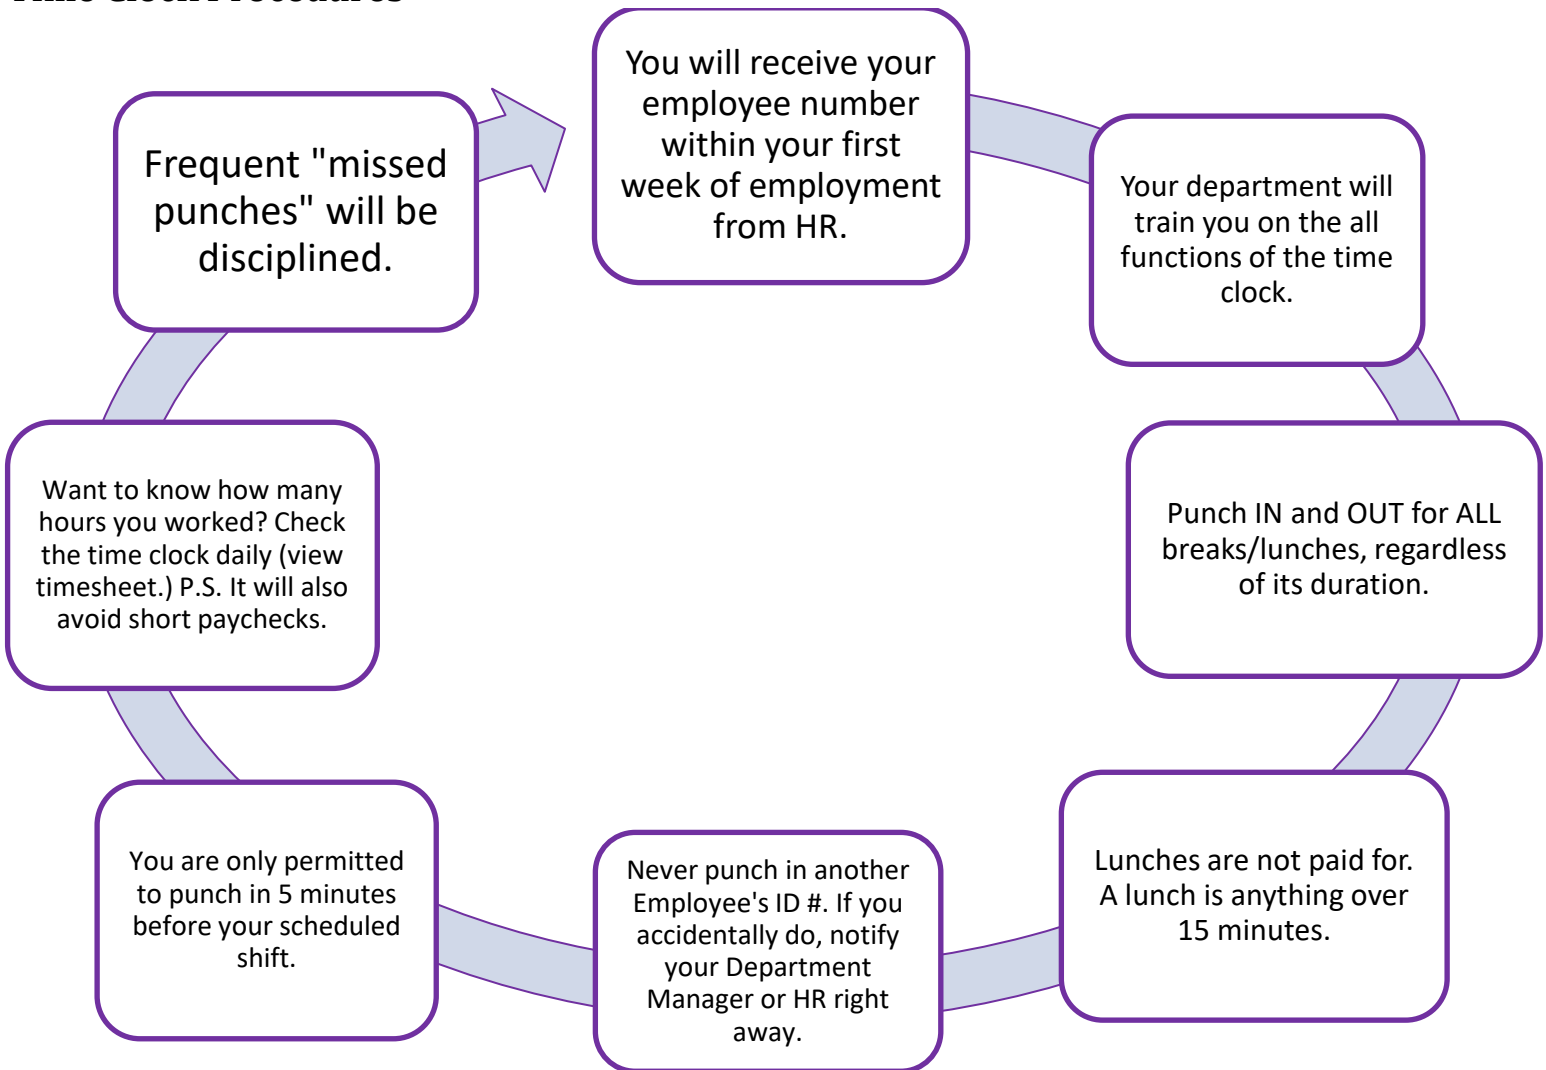 Time Clock Procedures
You will receive your
employee number
within your first
week of employment
from HR.
Your department will
train you on the all
functions of the time
clock.
Punch IN and OUT for ALL
breaks/lunches, regardless
of its duration.
Lunches are not paid for.
A lunch is anything over
15 minutes.
Never punch in another
Employee's ID #. If you
accidentally do, notify
your Department
Manager or HR right
away.
You are only permitted
to punch in 5 minutes
before your scheduled
shift.
Want to know how many
hours you worked? Check
the time clock daily (view
timesheet.) P.S. It will also
avoid short paychecks.
Frequent "missed
punches" will be
disciplined.